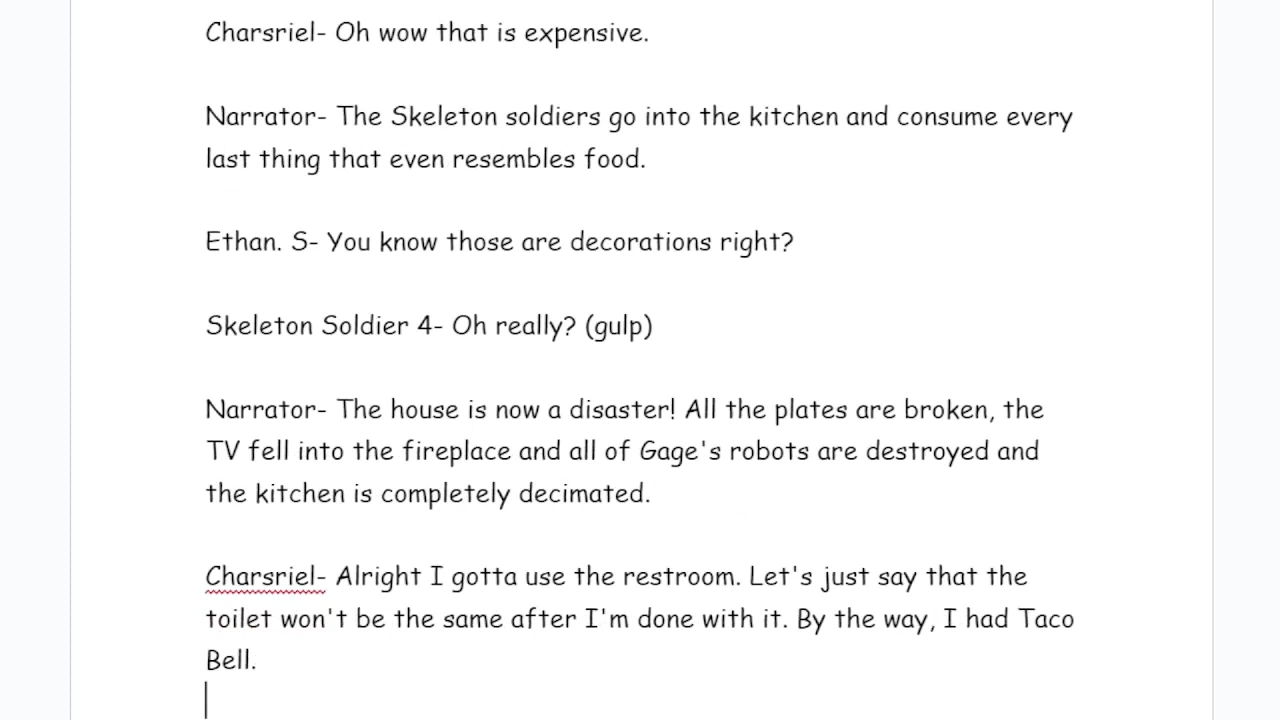 Charsriel- Oh wow that is expensive.
Narrator- The Skeleton soldiers go into the kitchen and consume every
last thing that even resembles food.
Ethan. S- You know those are decorations right?
Skeleton Soldier 4- Oh really? (gulp)
Narrator- The house is now a disaster! All the plates are broken, the
TV fell into the fireplace and all of Gage's robots are destroyed and
the kitchen is completely decimated.
Charsriel- Alright I gotta use the restroom. Let's just say that the
toilet won't be the same after I'm done with it. By the way, I had Taco
Bell.